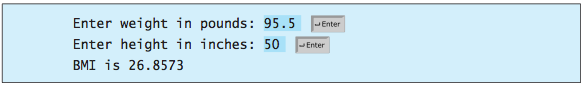 Enter weight in pounds: 95.5 ↵Enter
Enter height in inches: 50 ↵Enter
BMI is 26.8573